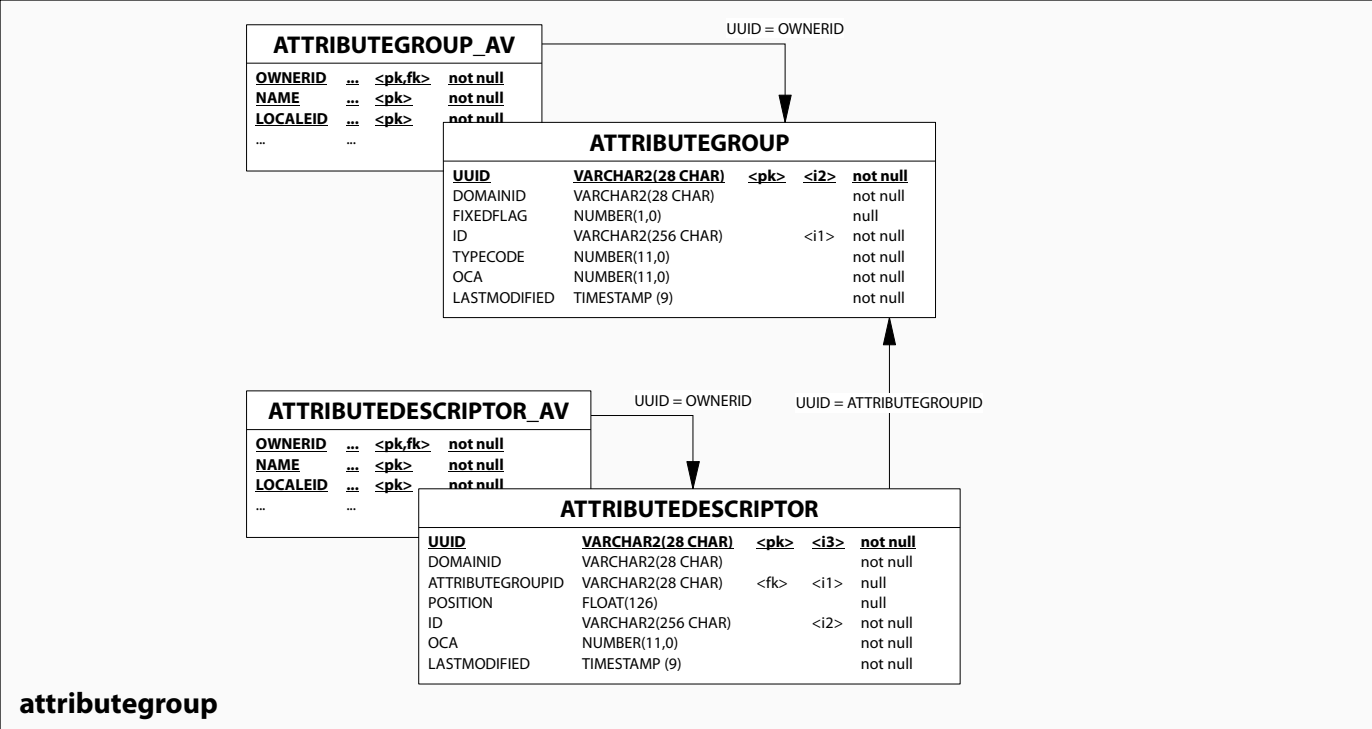 UUID = OWNERID
ATTRIBUTEGROUP_AV
OWNERID ... <pk,fk> not null
NAME ... <pk> not null
LOCALEID ... <pk> not null
... ...
ATTRIBUTEGROUP
UUID VARCHAR2(28 CHAR) <pk> <i2> not null
DOMAINID VARCHAR2(28 CHAR) not null
FIXEDFLAG NUMBER(1,0) null
ID VARCHAR2(256 CHAR) <i1> not null
TYPECODE NUMBER(11,0) not null
OCA NUMBER(11,0) not null
LASTMODIFIED TIMESTAMP (9) not null
UUID = OWNERID
UUID = ATTRIBUTEGROUPID
ATTRIBUTEDESCRIPTOR_AV
OWNERID ... <pk,fk> not null
NAME ... <pk> not null
LOCALEID ... <pk> not null
... ...
ATTRIBUTEDESCRIPTOR
UUID VARCHAR2(28 CHAR) <pk> <i3> not null
DOMAINID VARCHAR2(28 CHAR) not null
ATTRIBUTEGROUPID VARCHAR2(28 CHAR) <fk> <i1> null
POSITION FLOAT(126) null
ID VARCHAR2(256 CHAR) <i2> not null
OCA NUMBER(11,0) not null
LASTMODIFIED TIMESTAMP (9) not null
attributegroup